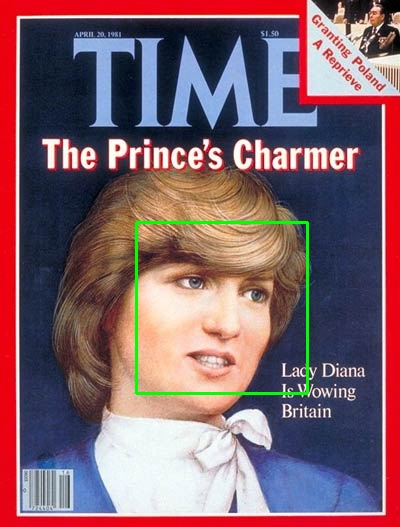 APRIL 20, 1981
$1.50
TIME
Granting Poland
A Reprieve
The Prince's Charmer
Lady Diana
Is Wowing
Britain